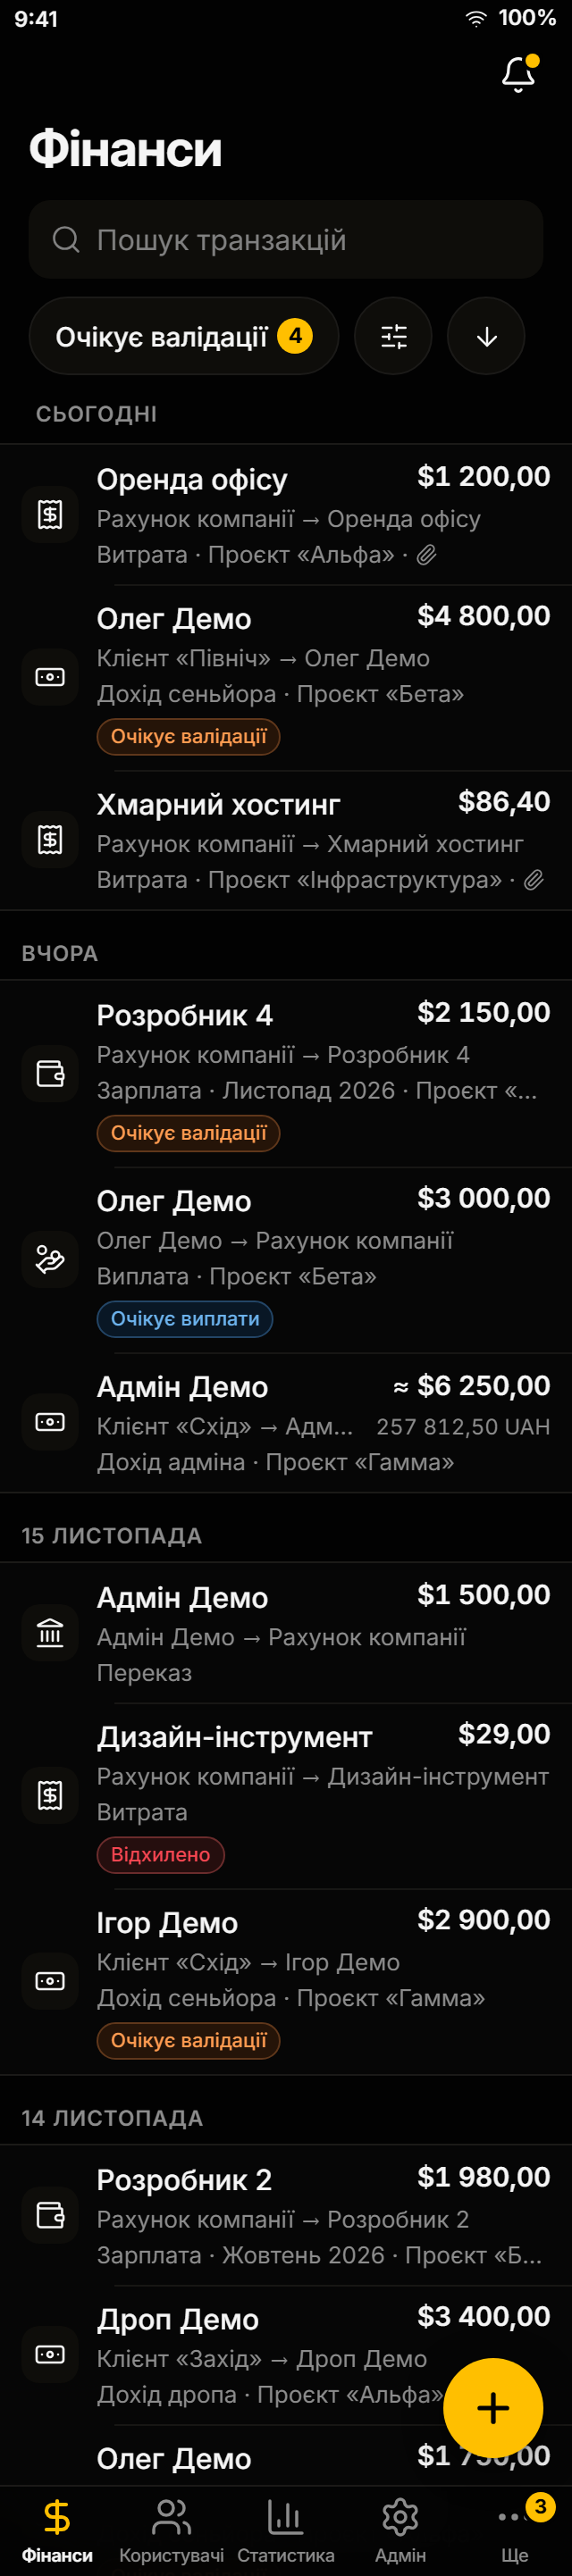 9:41 100%
Фінанси
Пошук транзакцій
Очікує валідації 4
СЬОГОДНІ
Оренда офісу $1 200,00
Рахунок компанії → Оренда офісу
Витрата · Проєкт «Альфа» ·
Олег Демо $4 800,00
Клієнт «Північ» → Олег Демо
Дохід сеньйора · Проєкт «Бета»
Очікує валідації
Хмарний хостинг $86,40
Рахунок компанії → Хмарний хостинг
Витрата · Проєкт «Інфраструктура» ·
ВЧОРА
Розробник 4 $2 150,00
Рахунок компанії → Розробник 4
Зарплата · Листопад 2026 · Проєкт «...
Очікує валідації
Олег Демо $3 000,00
Олег Демо → Рахунок компанії
Виплата · Проєкт «Бета»
Очікує виплати
Адмін Демо ≈ $6 250,00
Клієнт «Схід» → Адм... 257 812,50 UAH
Дохід адміна · Проєкт «Гамма»
15 ЛИСТОПАДА
Адмін Демо $1 500,00
Адмін Демо → Рахунок компанії
Переказ
Дизайн-інструмент $29,00
Рахунок компанії → Дизайн-інструмент
Витрата
Відхилено
Ігор Демо $2 900,00
Клієнт «Схід» → Ігор Демо
Дохід сеньйора · Проєкт «Гамма»
Очікує валідації
14 ЛИСТОПАДА
Розробник 2 $1 980,00
Рахунок компанії → Розробник 2
Зарплата · Жовтень 2026 · Проєкт «Б...
Дроп Демо $3 400,00
Клієнт «Захід» → Дроп Демо
Дохід дропа · Проєкт «Альфа»
Олег Демо
3
Фінанси Користувачі Статистика Адмін Ще